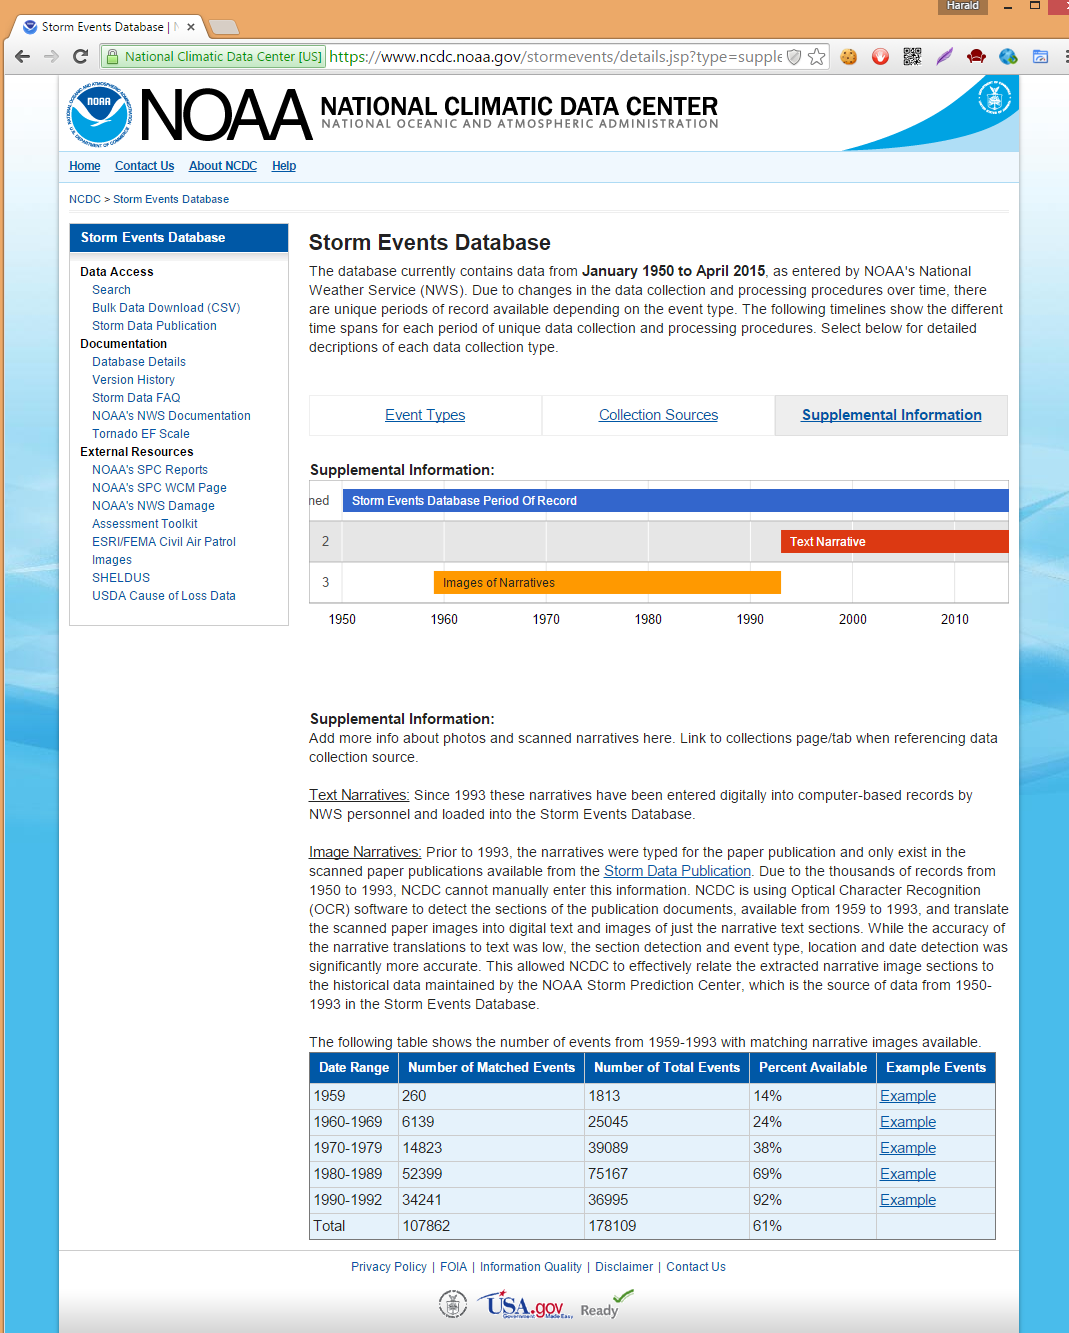 Harald
Storm Events Database |
National Climatic Data Center [US] https://www.ncdc.noaa.gov/stormevents/details.jsp?type=supple
NOAA NATIONAL CLIMATIC DATA CENTER
NATIONAL OCEANIC AND ATMOSPHERIC ADMINISTRATION
NOAA
Home Contact Us About NCDC Help
NCDC > Storm Events Database
Storm Events Database
Data Access
Search
Bulk Data Download (CSV)
Storm Data Publication
Documentation
Database Details
Version History
Storm Data FAQ
NOAA's NWS Documentation
Tornado EF Scale
External Resources
NOAA's SPC Reports
NOAA's SPC WCM Page
NOAA's NWS Damage
Assessment Toolkit
ESRI/FEMA Civil Air Patrol
Images
SHELDUS
USDA Cause of Loss Data
Storm Events Database
The database currently contains data from January 1950 to April 2015, as entered by NOAA's National
Weather Service (NWS). Due to changes in the data collection and processing procedures over time, there
are unique periods of record available depending on the event type. The following timelines show the different
time spans for each period of unique data collection and processing procedures. Select below for detailed
decriptions of each data collection type.
Event Types Collection Sources Supplemental Information
Supplemental Information:
ned Storm Events Database Period Of Record
2 Text Narrative
3 Images of Narratives
1950 1960 1970 1980 1990 2000 2010
Supplemental Information:
Add more info about photos and scanned narratives here. Link to collections page/tab when referencing data
collection source.
Text Narratives: Since 1993 these narratives have been entered digitally into computer-based records by
NWS personnel and loaded into the Storm Events Database.
Image Narratives: Prior to 1993, the narratives were typed for the paper publication and only exist in the
scanned paper publications available from the Storm Data Publication. Due to the thousands of records from
1950 to 1993, NCDC cannot manually enter this information. NCDC is using Optical Character Recognition
(OCR) software to detect the sections of the publication documents, available from 1959 to 1993, and translate
the scanned paper images into digital text and images of just the narrative text sections. While the accuracy of
the narrative translations to text was low, the section detection and event type, location and date detection was
significantly more accurate. This allowed NCDC to effectively relate the extracted narrative image sections to
the historical data maintained by the NOAA Storm Prediction Center, which is the source of data from 1950-
1993 in the Storm Events Database.
The following table shows the number of events from 1959-1993 with matching narrative images available.
Date Range Number of Matched Events Number of Total Events Percent Available Example Events
1959 260 1813 14% Example
1960-1969 6139 25045 24% Example
1970-1979 14823 39089 38% Example
1980-1989 52399 75167 69% Example
1990-1992 34241 36995 92% Example
Total 107862 178109 61%
Privacy Policy | FOIA | Information Quality | Disclaimer | Contact Us
USA.gov
Government Made Easy
Ready